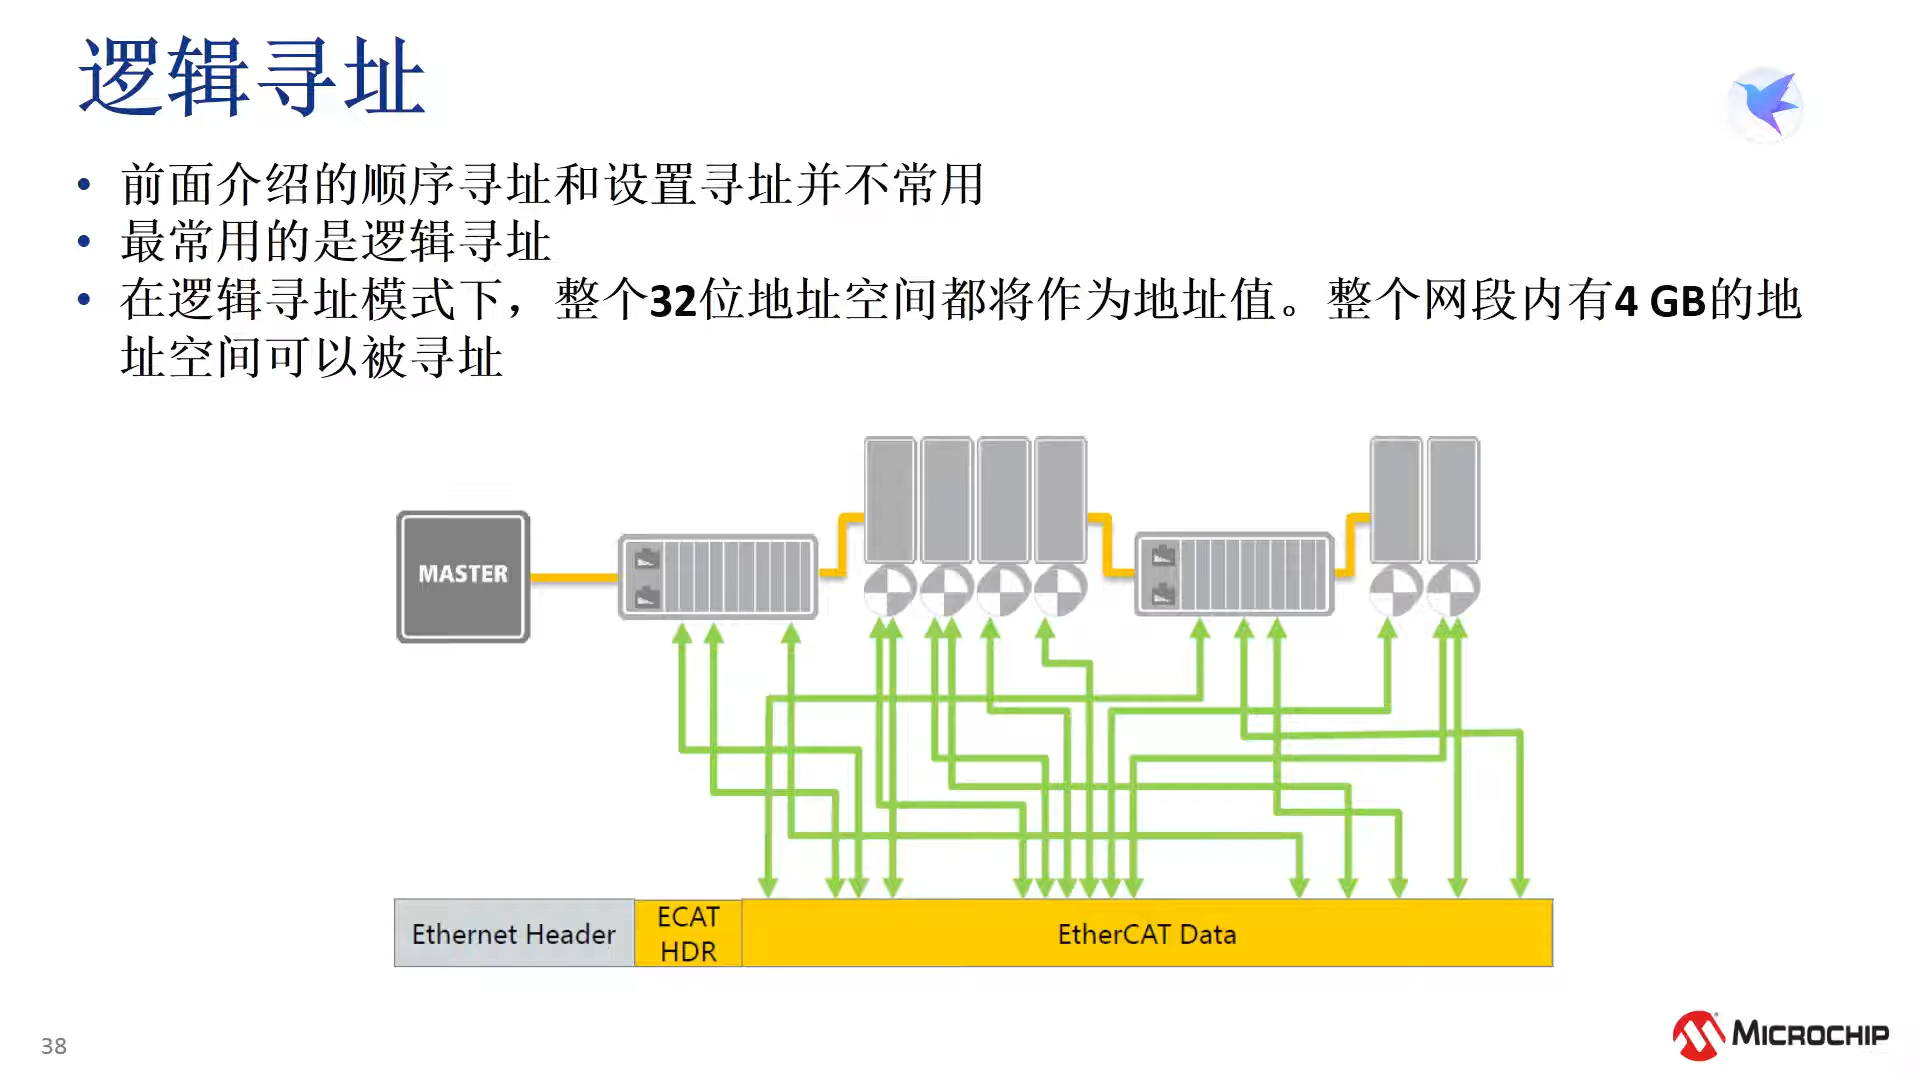 逻辑寻址
• 前面介绍的顺序寻址和设置寻址并不常用
• 最常用的是逻辑寻址
• 在逻辑寻址模式下，整个32位地址空间都将作为地址值。整个网段内有4 GB的地
址空间可以被寻址
MASTER
Ethernet Header
ECAT
HDR
EtherCAT Data
38
MICROCHIP